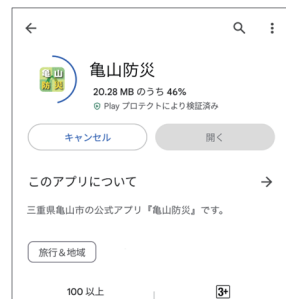 亀山
防災
亀山防災
20.28 MB のうち 46%
Play プロテクトにより検証済み
キャンセル
開く
このアプリについて
三重県亀山市の公式アプリ『亀山防災』です。
旅行＆地域
100 以上
3+